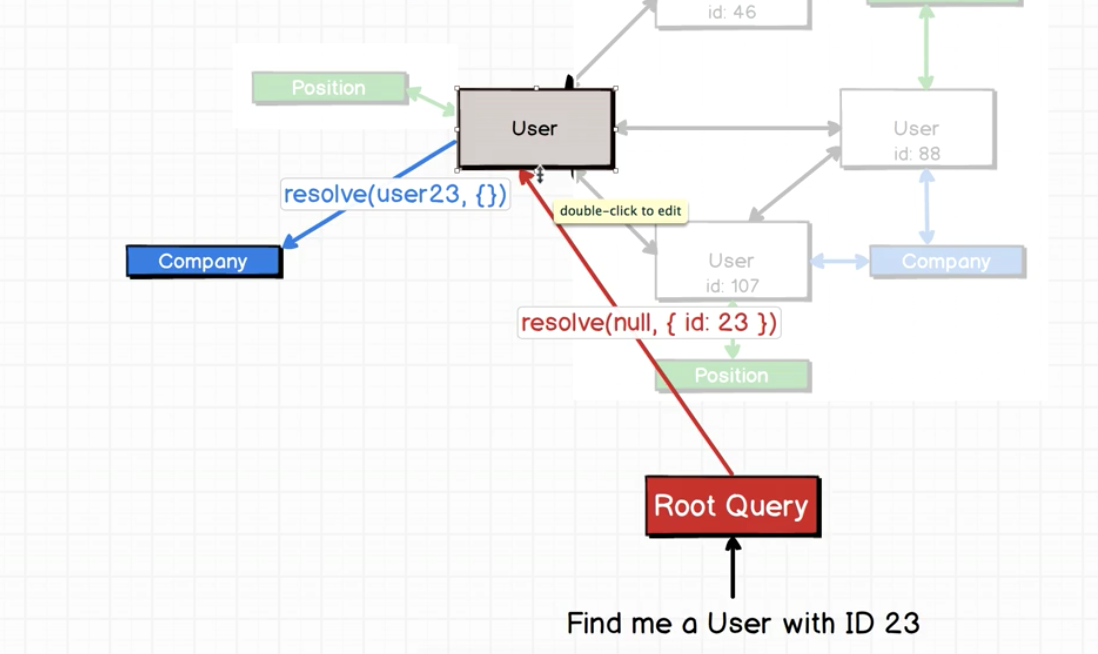 id: 46
Position
User
User
id: 88
resolve(user23, {})
double-click to edit
Company
User
id: 107
Company
resolve(null, { id: 23 })
Position
Root Query
Find me a User with ID 23